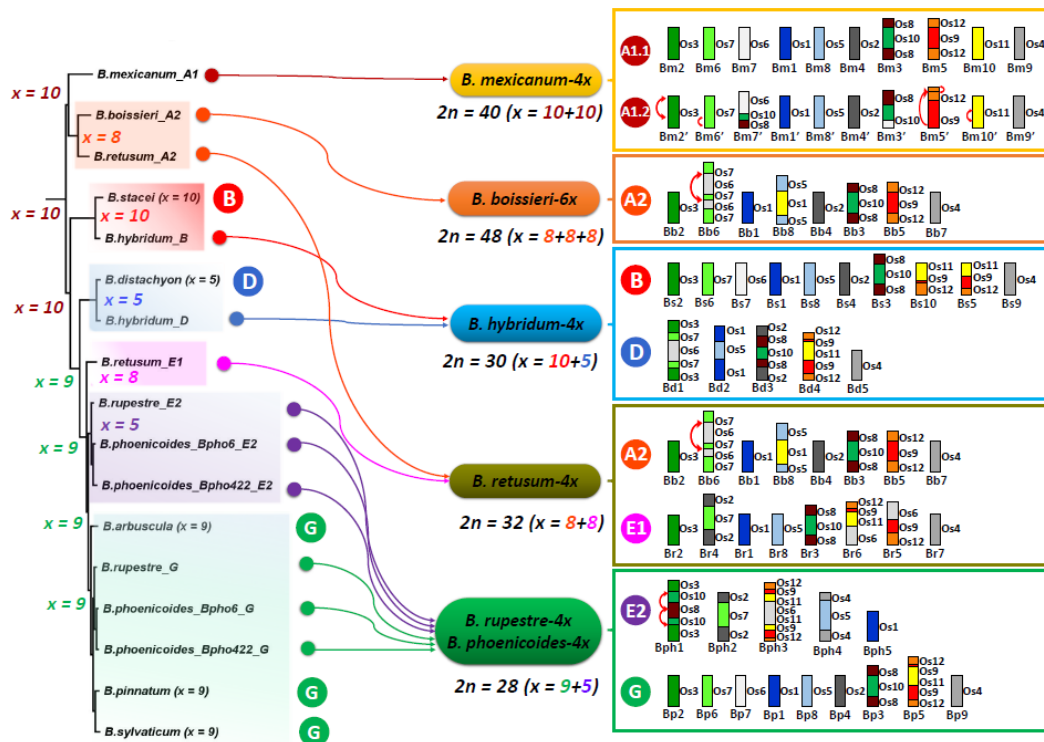 B.mexicanum_A1
x = 10
B.boissieri_A2
x = 8
B.retusum_A2
x = 10
B.stacei (x = 10)
B
x = 10
B.hybridum_B
B.distachyon (x = 5)
D
x = 5
B.hybridum_D
x = 10
B.retusum_E1
x = 8
x = 9
B.rupestre_E2
x = 5
B.phoenicoides_Bpho6_E2
x = 9
B.phoenicoides_Bpho422_E2
x = 9
B.arbuscula (x = 9)
G
B.rupestre_G
x = 9
B.phoenicoides_Bpho6_G
B.phoenicoides_Bpho422_G
B.pinnatum (x = 9)
G
B.sylvaticum (x = 9)
G
B. mexicanum-4x
2n = 40 (x = 10+10)
B. boissieri-6x
2n = 48 (x = 8+8+8)
B. hybridum-4x
2n = 30 (x = 10+5)
B. retusum-4x
2n = 32 (x = 8+8)
B. rupestre-4x
B. phoenicoides-4x
2n = 28 (x = 9+5)
A1.1
Os3 Os7 Os6 Os1 Os5 Os2 Os8 Os10 Os8 Os12 Os9 Os12 Os11 Os4
Bm2 Bm6 Bm7 Bm1 Bm8 Bm4 Bm3 Bm5 Bm10 Bm9
A1.2
Os3 Os7 Os6 Os10 Os8 Os1 Os5 Os2 Os8 Os10 Os12 Os9 Os11 Os4
Bm2' Bm6' Bm7' Bm1' Bm8' Bm4' Bm3' Bm5' Bm10' Bm9'
A2
Os3 Os7 Os6 Os7 Os6 Os7 Os1 Os5 Os1 Os5 Os2 Os8 Os10 Os8 Os12 Os9 Os12 Os4
Bb2 Bb6 Bb1 Bb8 Bb4 Bb3 Bb5 Bb7
B
Os3 Os7 Os6 Os1 Os5 Os2 Os8 Os10 Os8 Os11 Os9 Os12 Os11 Os9 Os12 Os4
Bs2 Bs6 Bs7 Bs1 Bs8 Bs4 Bs3 Bs10 Bs5 Bs9
D
Os3 Os7 Os6 Os7 Os3 Os1 Os5 Os1 Os2 Os8 Os10 Os8 Os2 Os12 Os9 Os11 Os9 Os12 Os4
Bd1 Bd2 Bd3 Bd4 Bd5
A2
Os3 Os7 Os6 Os7 Os6 Os7 Os1 Os5 Os1 Os5 Os2 Os8 Os10 Os8 Os12 Os9 Os12 Os4
Bb2 Bb6 Bb1 Bb8 Bb4 Bb3 Bb5 Bb7
E1
Os3 Os2 Os7 Os2 Os1 Os5 Os8 Os10 Os8 Os12 Os9 Os11 Os6 Os6 Os9 Os12 Os4
Br2 Br4 Br1 Br8 Br3 Br6 Br5 Br7
E2
Os3 Os10 Os8 Os10 Os3 Os2 Os7 Os2 Os12 Os9 Os11 Os6 Os11 Os9 Os12 Os4 Os5 Os4 Os1
Bph1 Bph2 Bph3 Bph4 Bph5
G
Os3 Os7 Os6 Os1 Os5 Os2 Os8 Os10 Os8 Os12 Os11 Os9 Os12 Os4
Bp2 Bp6 Bp7 Bp1 Bp8 Bp4 Bp3 Bp5 Bp9